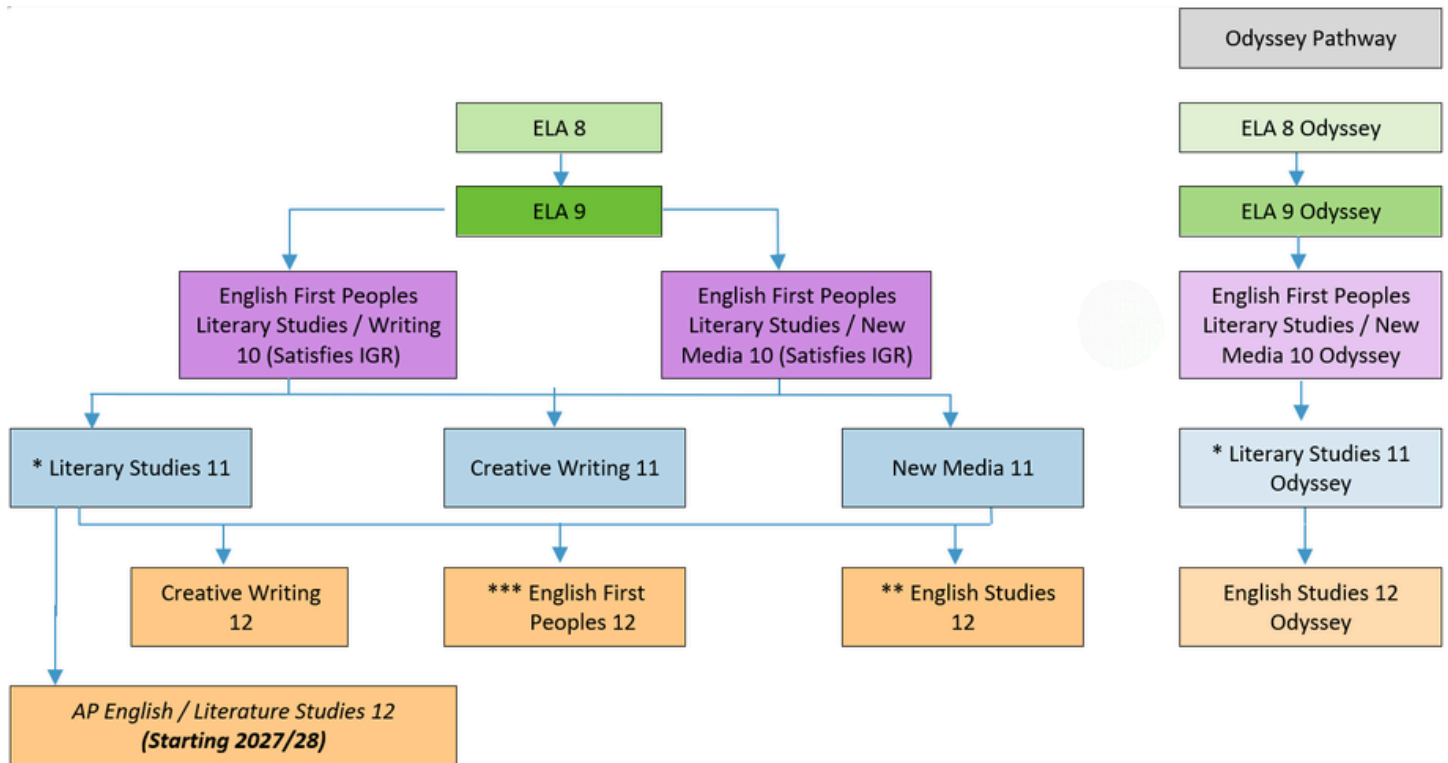 Odyssey Pathway
ELA 8
ELA 8 Odyssey
ELA 9
ELA 9 Odyssey
English First Peoples
Literary Studies / Writing
10 (Satisfies IGR)
English First Peoples
Literary Studies / New
Media 10 (Satisfies IGR)
English First Peoples
Literary Studies / New
Media 10 Odyssey
* Literary Studies 11
Creative Writing 11
New Media 11
* Literary Studies 11
Odyssey
Creative Writing
12
*** English First
Peoples 12
** English Studies
12
English Studies 12
Odyssey
AP English / Literature Studies 12
(Starting 2027/28)